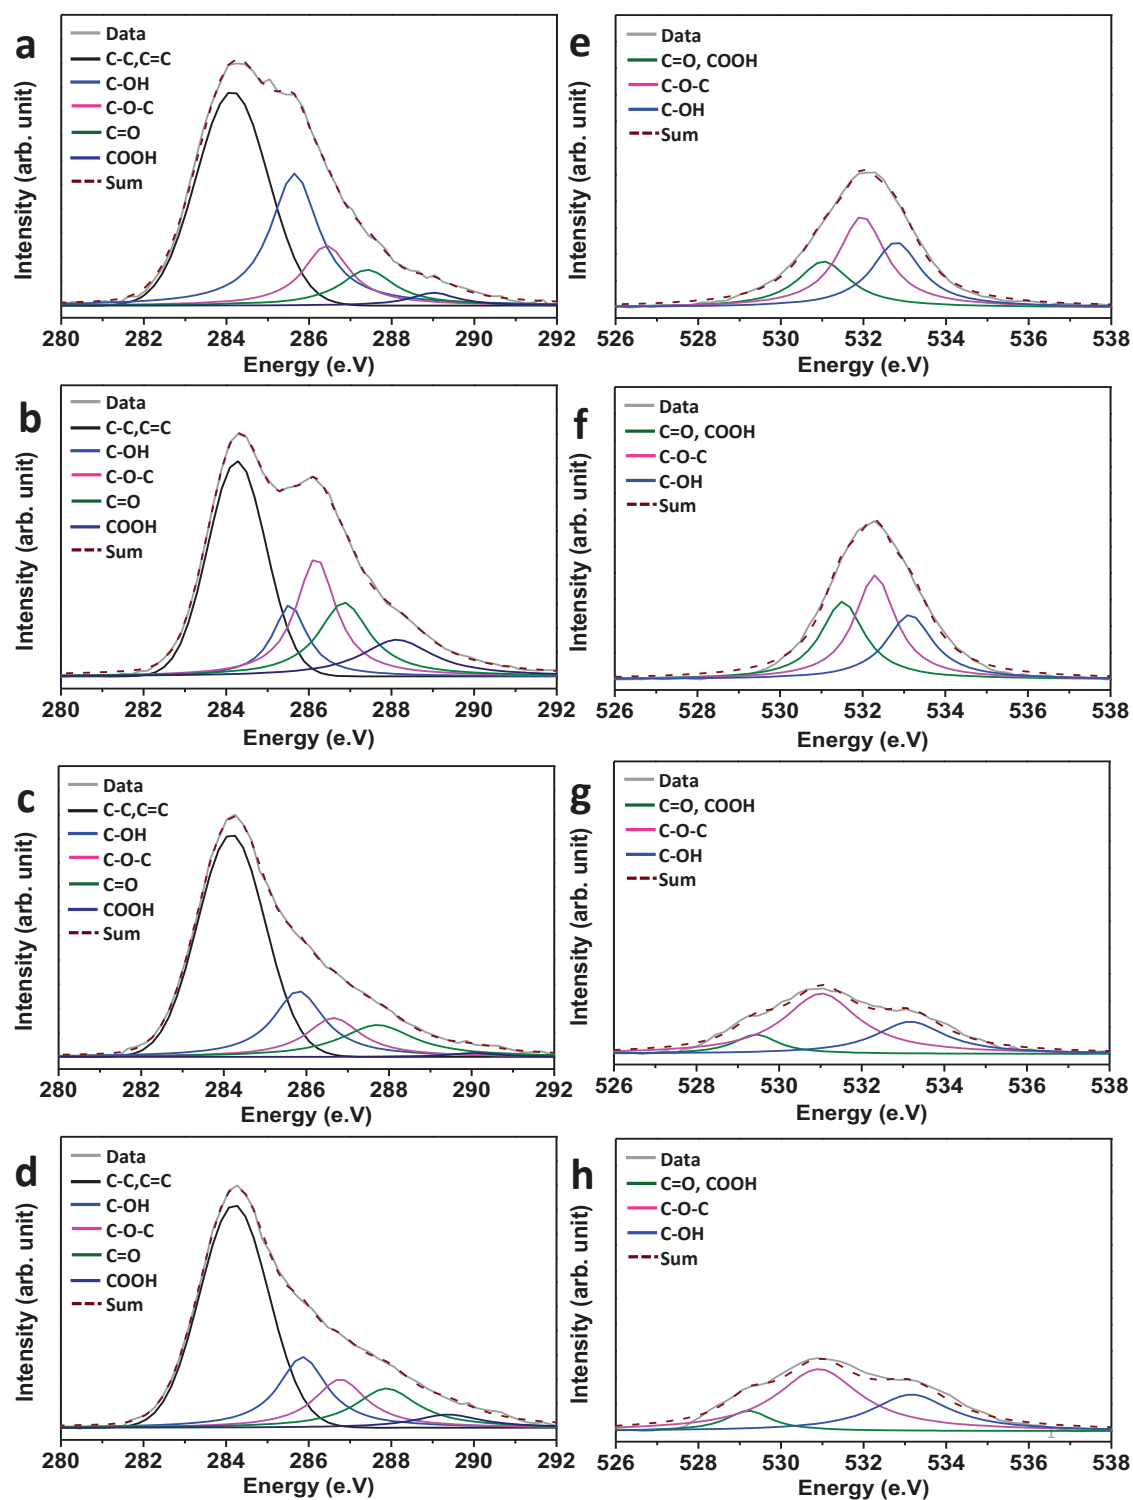 a
Data
C-C,C=C
C-OH
C-O-C
C=O
COOH
Sum
Intensity (arb. unit)
280 282 284 286 288 290 292
Energy (e.V)
e
Data
C=O, COOH
C-O-C
C-OH
Sum
Intensity (arb. unit)
526 528 530 532 534 536 538
Energy (e.V)
b
Data
C-C,C=C
C-OH
C-O-C
C=O
COOH
Sum
Intensity (arb. unit)
280 282 284 286 288 290 292
Energy (e.V)
f
Data
C=O, COOH
C-O-C
C-OH
Sum
Intensity (arb. unit)
526 528 530 532 534 536 538
Energy (e.V)
c
Data
C-C,C=C
C-OH
C-O-C
C=O
COOH
Sum
Intensity (arb. unit)
280 282 284 286 288 290 292
Energy (e.V)
g
Data
C=O, COOH
C-O-C
C-OH
Sum
Intensity (arb. unit)
526 528 530 532 534 536 538
Energy (e.V)
d
Data
C-C,C=C
C-OH
C-O-C
C=O
COOH
Sum
Intensity (arb. unit)
280 282 284 286 288 290 292
Energy (e.V)
h
Data
C=O, COOH
C-O-C
C-OH
Sum
Intensity (arb. unit)
1
526 528 530 532 534 536 538
Energy (e.V)